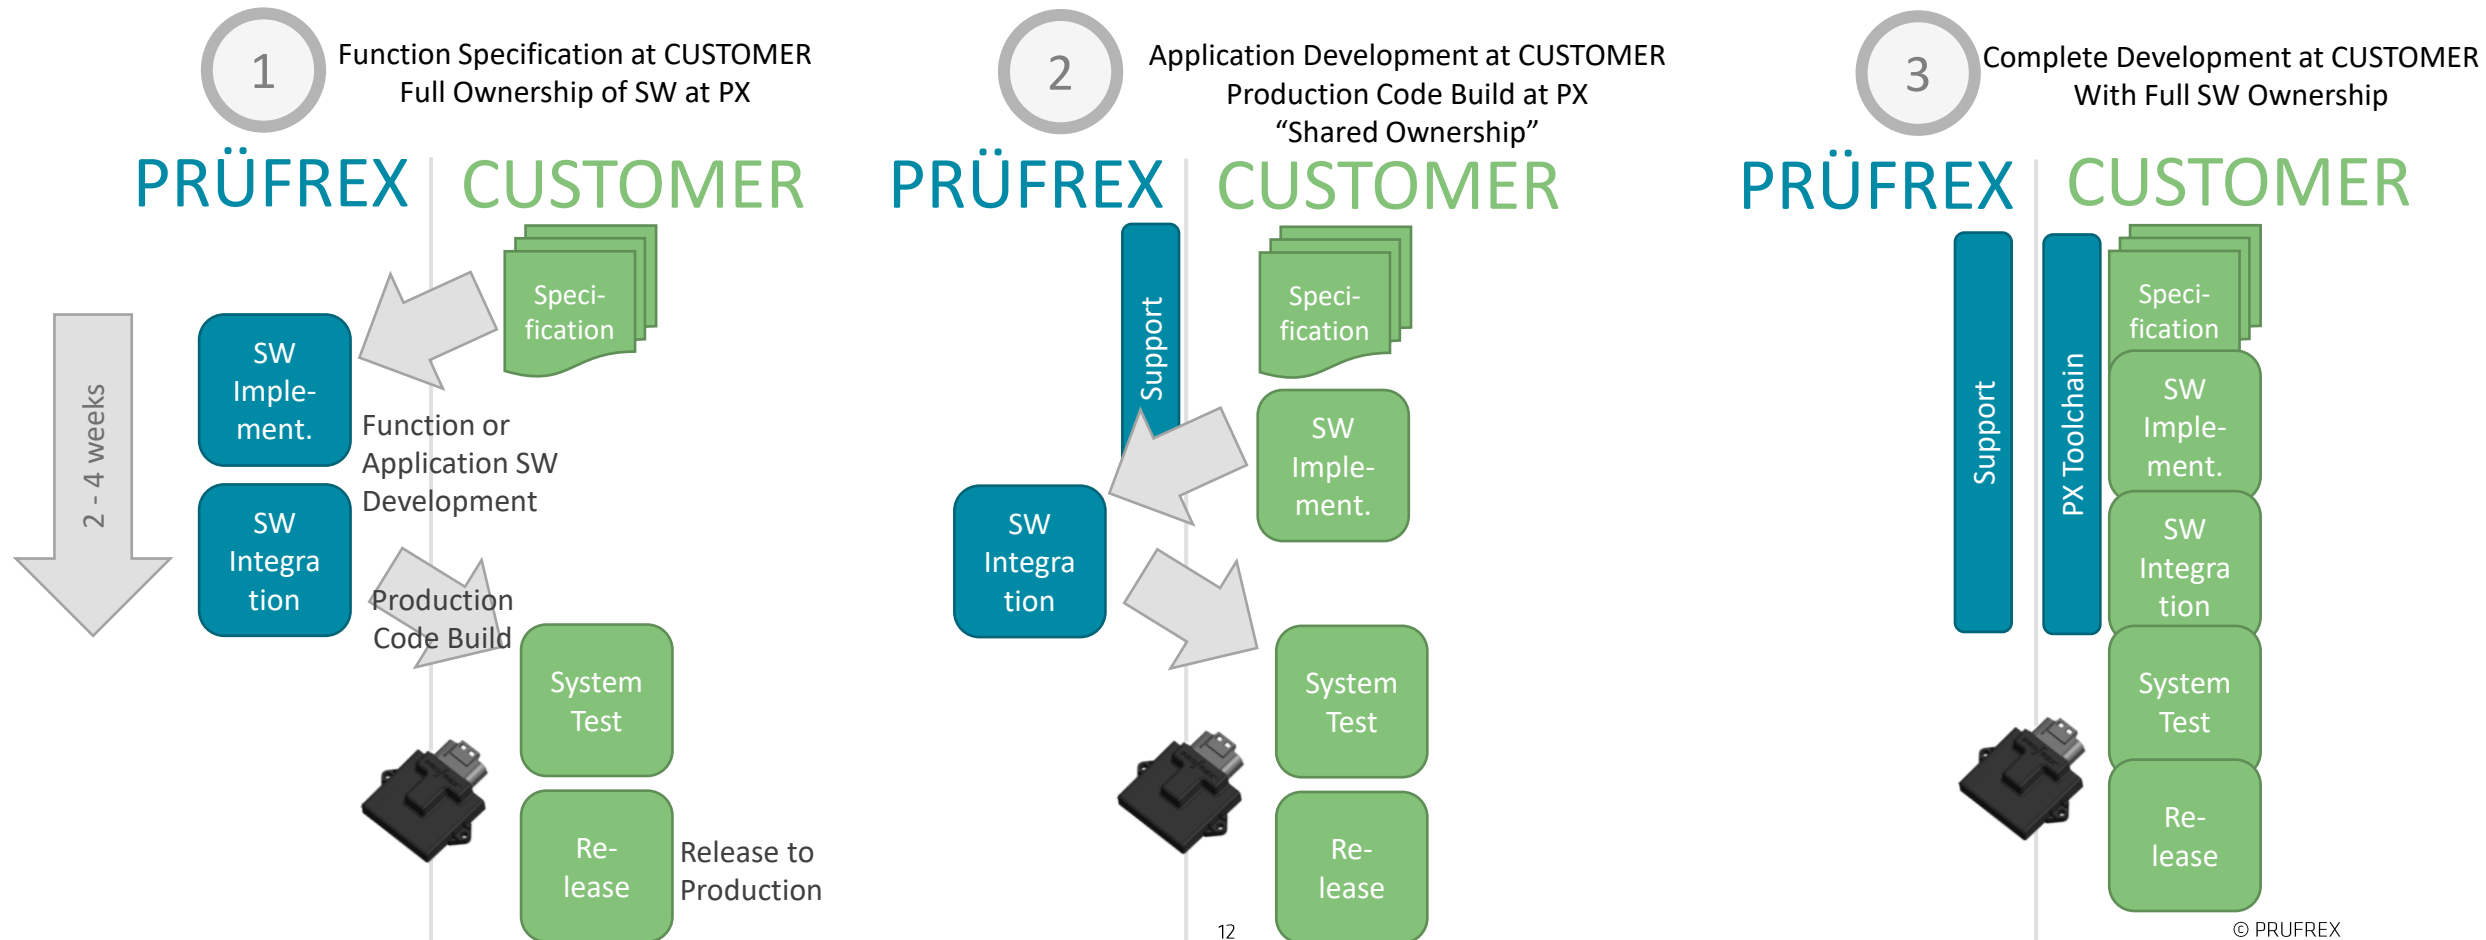 1
Function Specification at CUSTOMER
Full Ownership of SW at PX
PRÜFREX
CUSTOMER
Speci-
fication
2 - 4 weeks
SW
Imple-
ment.
Function or
Application SW
Development
SW
Integra
tion
Production
Code Build
System
Test
Re-
lease
Release to
Production
2
Application Development at CUSTOMER
Production Code Build at PX
“Shared Ownership”
PRÜFREX
CUSTOMER
Support
Speci-
fication
SW
Imple-
ment.
SW
Integra
tion
System
Test
Re-
lease
3
Complete Development at CUSTOMER
With Full SW Ownership
PRÜFREX
CUSTOMER
Support
PX Toolchain
Speci-
fication
SW
Imple-
ment.
SW
Integra
tion
System
Test
Re-
lease
12
© PRUFREX